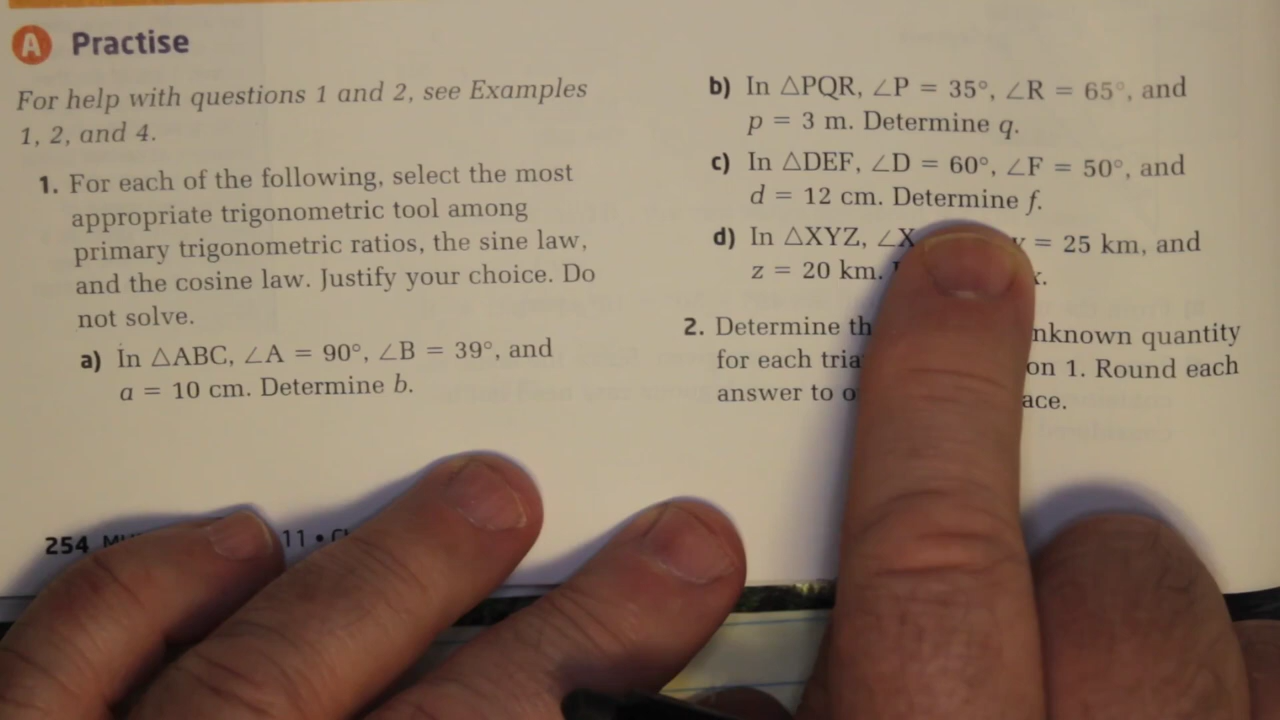 A Practise
For help with questions 1 and 2, see Examples
1, 2, and 4.
1. For each of the following, select the most
appropriate trigonometric tool among
primary trigonometric ratios, the sine law,
and the cosine law. Justify your choice. Do
not solve.
a) In △ABC, ∠A = 90°, ∠B = 39°, and
a = 10 cm. Determine b.
254
11 •
b) In △PQR, ∠P = 35°, ∠R = 65°, and
p = 3 m. Determine q.
c) In △DEF, ∠D = 60°, ∠F = 50°, and
d = 12 cm. Determine f.
d) In △XYZ, ∠X = 25 km, and
z = 20 km.
2. Determine nknown quantity
for each on 1. Round each
answer to